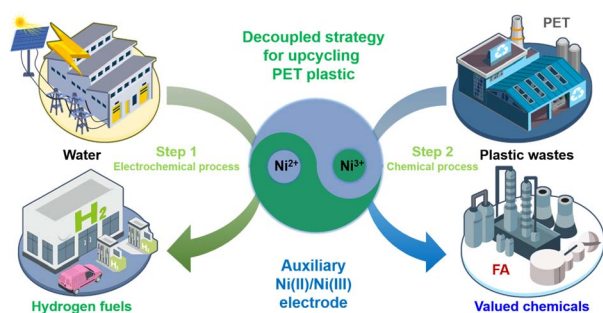 Decoupled strategy
for upcycling
PET plastic
PET
Water
Step 1
Electrochemical process
Ni2+
Ni3+
Step 2
Chemical process
Plastic wastes
H2
Hydrogen fuels
Auxiliary
Ni(II)/Ni(III)
electrode
FA
Valued chemicals